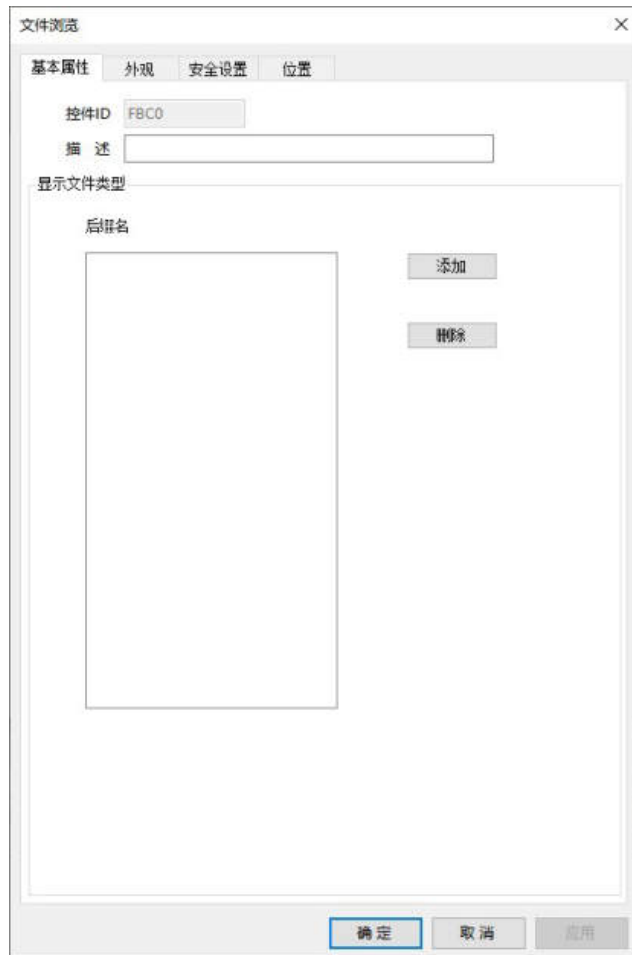 文件浏览
基本属性 外观 安全设置 位置
控件ID FBC0
描 述
显示文件类型
后缀名
添加
删除
确定 取消 应用